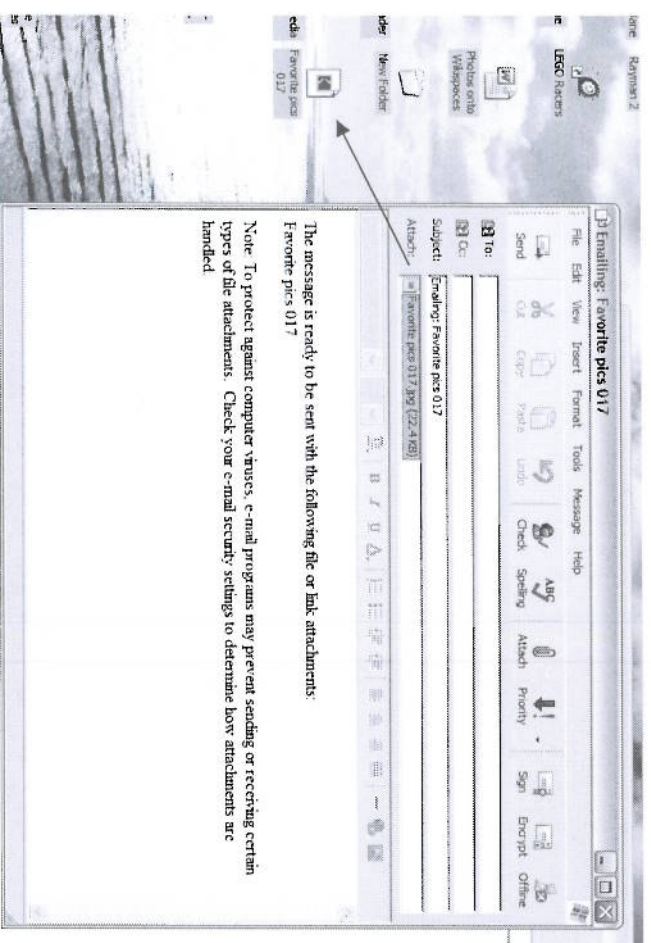 Rayman 2
LEGO Racers
Photos onto
Wikispaces
New Folder
Favorite pics
017
Emailing: Favorite pics 017
File Edit View Insert Format Tools Message Help
Send Cut Copy Paste Undo Check Spelling Attach Priority Sign Encrypt Offline
To:
Cc:
Subject: Emailing: Favorite pics 017
Attach: Favorite pics 017.jpg (22.4 KB)
B I U A
The message is ready to be sent with the following file or link attachments:
Favorite pics 017
Note: To protect against computer viruses, e-mail programs may prevent sending or receiving certain
types of file attachments. Check your e-mail security settings to determine how attachments are
handled.